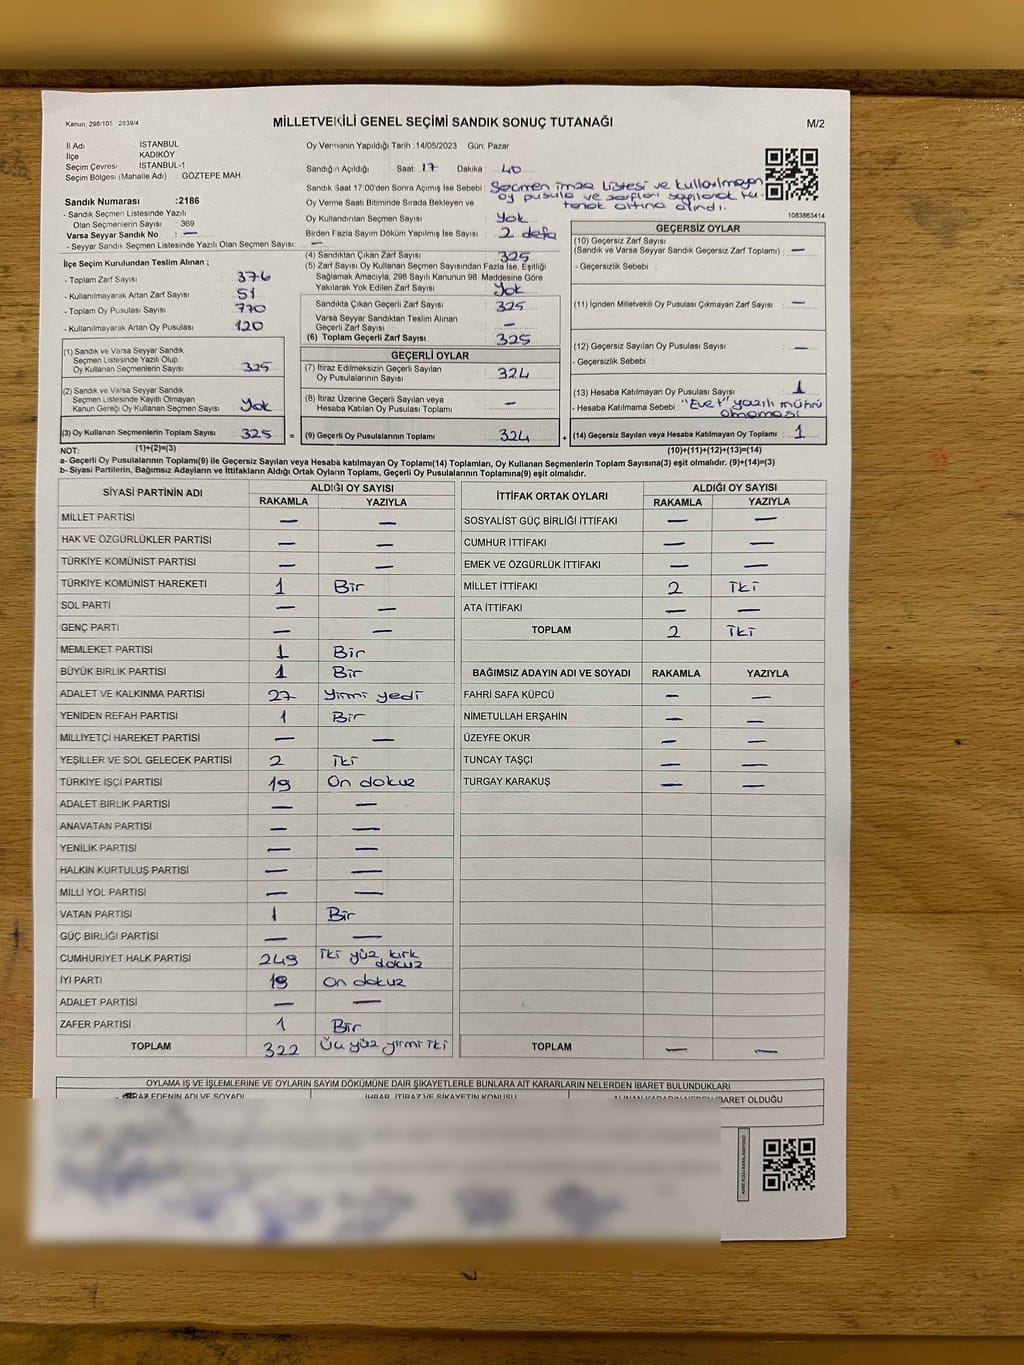 Kanun: 298/105 2839/4
MİLLETVEKİLİ GENEL SEÇİMİ SANDIK SONUÇ TUTANAĞI
M/2
İl Adı İSTANBUL
İlçe KADIKÖY
Seçim Çevresi : İSTANBUL-1
Seçim Bölgesi (Mahalle Adı) : GÖZTEPE MAH.
Sandık Numarası :2186
- Sandık Seçmen Listesinde Yazılı
Olan Seçmenlerin Sayısı : 369
Varsa Seyyar Sandık No : —
- Seyyar Sandık Seçmen Listesinde Yazılı Olan Seçmen Sayısı: —
Oy Vermenin Yapıldığı Tarih : 14/05/2023 Gün: Pazar
Sandığın Açıldığı Saat: 17 Dakika : 40
Sandık Saat 17:00'den Sonra Açımış İse Sebebi : Seçmen imza listesi ve kullanılmayan
oy pusula ve zarfları sayılarak tu-
tanak altına alındı.
Oy Verme Saati Bitiminde Sırada Bekleyen ve
Oy Kullandırılan Seçmen Sayısı : Yok
Birden Fazla Sayım Döküm Yapılmış İse Sayısı : 2 defa
1083863414
İlçe Seçim Kurulundan Teslim Alınan ;
- Toplam Zarf Sayısı : 376
- Kullanılmayarak Artan Zarf Sayısı : 51
- Toplam Oy Pusulası Sayısı : 770
- Kullanılmayarak Artan Oy Pusulası : 120
(1) Sandık ve Varsa Seyyar Sandık
Seçmen Listesinde Yazılı Olup
Oy Kullanan Seçmenlerin Sayısı : 325
(2) Sandık ve Varsa Seyyar Sandık
Seçmen Listesinde Kayıtlı Olmayan
Kanun Gereği Oy Kullanan Seçmen Sayısı : Yok
(3) Oy Kullanan Seçmenlerin Toplam Sayısı : 325 =
(4) Sandıktan Çıkan Zarf Sayısı : 325
(5) Zarf Sayısı Oy Kullanan Seçmen Sayısından Fazla İse, Eşitliği
Sağlamak Amacıyla; 298 Sayılı Kanunun 98. Maddesine Göre
Yakılarak Yok Edilen Zarf Sayısı : Yok
Sandıkta Çıkan Geçerli Zarf Sayısı : 325
Varsa Seyyar Sandıktan Teslim Alınan
Geçerli Zarf Sayısı : —
(6) Toplam Geçerli Zarf Sayısı : 325
GEÇERLİ OYLAR
(7) İtiraz Edilmeksizin Geçerli Sayılan
Oy Pusulalarının Sayısı : 324
(8) İtiraz Üzerine Geçerli Sayılan veya
Hesaba Katılan Oy Pusulası Toplamı : —
(9) Geçerli Oy Pusulalarının Toplamı : 324 +
GEÇERSİZ OYLAR
(10) Geçersiz Zarf Sayısı
(Sandık ve Varsa Seyyar Sandık Geçersiz Zarf Toplamı) : —
- Geçersizlik Sebebi :
(11) İçinden Milletvekili Oy Pusulası Çıkmayan Zarf Sayısı : —
(12) Geçersiz Sayılan Oy Pusulası Sayısı : —
- Geçersizlik Sebebi :
(13) Hesaba Katılmayan Oy Pusulası Sayısı : 1
- Hesaba Katılmama Sebebi : "Evet" yazılı mührü
olmaması
(14) Geçersiz Sayılan veya Hesaba Katılmayan Oy Toplamı : 1
NOT: (1)+(2)=(3) (10)+(11)+(12)+(13)=(14)
a- Geçerli Oy Pusulalarının Toplamı(9) ile Geçersiz Sayılan veya Hesaba katılmayan Oy Toplamı(14) Toplamları, Oy Kullanan Seçmenlerin Toplam Sayısına(3) eşit olmalıdır. (9)+(14)=(3)
b- Siyasi Partilerin, Bağımsız Adayların ve İttifakların Aldığı Ortak Oyların Toplamı, Geçerli Oy Pusulalarının Toplamına(9) eşit olmalıdır.
SİYASİ PARTİNİN ADI ALDIĞI OY SAYISI
RAKAMLA YAZIYLA
MİLLET PARTİSİ — —
HAK VE ÖZGÜRLÜKLER PARTİSİ — —
TÜRKİYE KOMÜNİST PARTİSİ — —
TÜRKİYE KOMÜNİST HAREKETİ 1 Bir
SOL PARTİ — —
GENÇ PARTİ — —
MEMLEKET PARTİSİ 1 Bir
BÜYÜK BİRLİK PARTİSİ 1 Bir
ADALET VE KALKINMA PARTİSİ 27 Yirmi yedi
YENİDEN REFAH PARTİSİ 1 Bir
MİLLİYETÇİ HAREKET PARTİSİ — —
YEŞİLLER VE SOL GELECEK PARTİSİ 2 iki
TÜRKİYE İŞÇİ PARTİSİ 19 On dokuz
ADALET BİRLİK PARTİSİ — —
ANAVATAN PARTİSİ — —
YENİLİK PARTİSİ — —
HALKIN KURTULUŞ PARTİSİ — —
MİLLİ YOL PARTİSİ — —
VATAN PARTİSİ 1 Bir
GÜÇ BİRLİĞİ PARTİSİ — —
CUMHURİYET HALK PARTİSİ 249 iki yüz kırk
dokuz
İYİ PARTİ 19 On dokuz
ADALET PARTİSİ — —
ZAFER PARTİSİ 1 Bir
TOPLAM 322 Üç yüz yirmi iki
İTTİFAK ORTAK OYLARI ALDIĞI OY SAYISI
RAKAMLA YAZIYLA
SOSYALİST GÜÇ BİRLİĞİ İTTİFAKI — —
CUMHUR İTTİFAKI — —
EMEK VE ÖZGÜRLÜK İTTİFAKI — —
MİLLET İTTİFAKI 2 iki
ATA İTTİFAKI — —
TOPLAM 2 iki
BAĞIMSIZ ADAYIN ADI VE SOYADI RAKAMLA YAZIYLA
FAHRİ SAFA KÜPCÜ — —
NİMETULLAH ERŞAHİN — —
ÜZEYFE OKUR — —
TUNCAY TAŞÇI — —
TURGAY KARAKUŞ — —
TOPLAM — —
OYLAMA İŞ VE İŞLEMLERİNE VE OYLARIN SAYIM DÖKÜMÜNE DAİR ŞİKAYETLERLE BUNLARA AİT KARARLARIN NELERDEN İBARET BULUNDUKLARI
İHBAR, İTİRAZ VE ŞİKAYETİN KONUSU